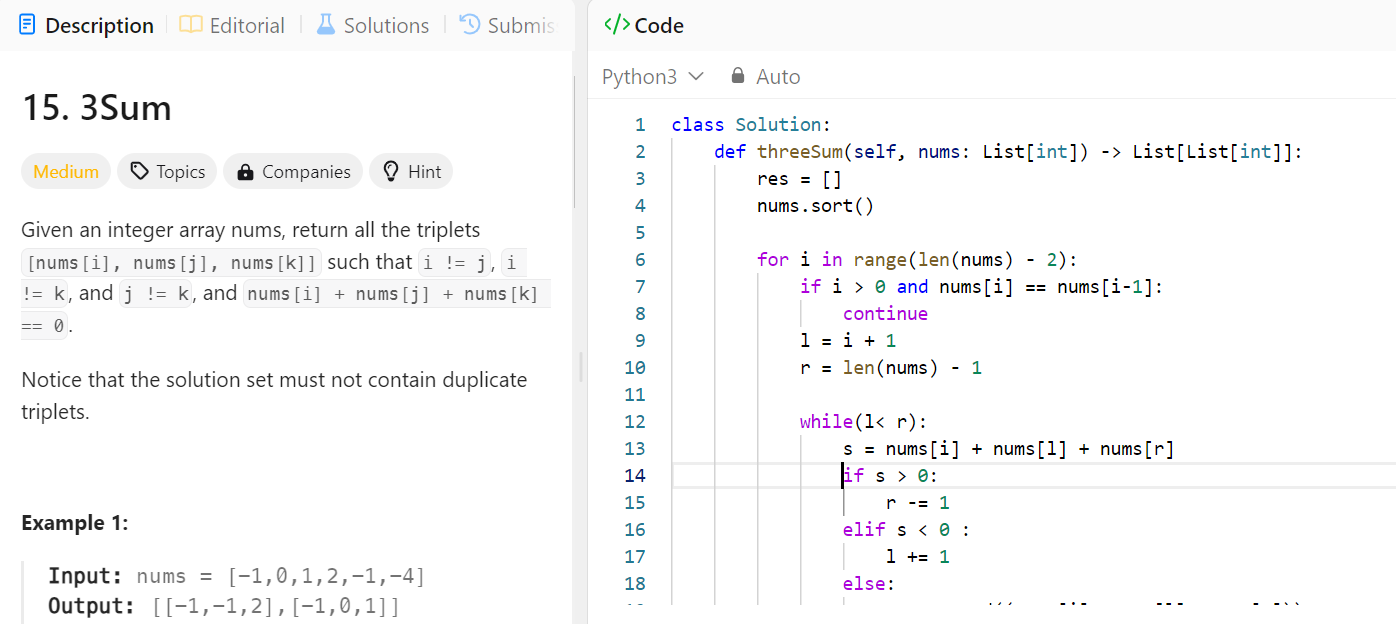 Description Editorial Solutions Submis
15. 3Sum
Medium Topics Companies Hint
Given an integer array nums, return all the triplets
[nums[i], nums[j], nums[k]] such that i != j, i
!= k, and j != k, and nums[i] + nums[j] + nums[k]
== 0.
Notice that the solution set must not contain duplicate
triplets.
Example 1:
Input: nums = [-1,0,1,2,-1,-4]
Output: [[-1,-1,2],[-1,0,1]]
</> Code
Python3 Auto
1 class Solution:
2 def threeSum(self, nums: List[int]) -> List[List[int]]:
3 res = []
4 nums.sort()
5
6 for i in range(len(nums) - 2):
7 if i > 0 and nums[i] == nums[i-1]:
8 continue
9 l = i + 1
10 r = len(nums) - 1
11
12 while(l< r):
13 s = nums[i] + nums[l] + nums[r]
14 if s > 0:
15 r -= 1
16 elif s < 0 :
17 l += 1
18 else: